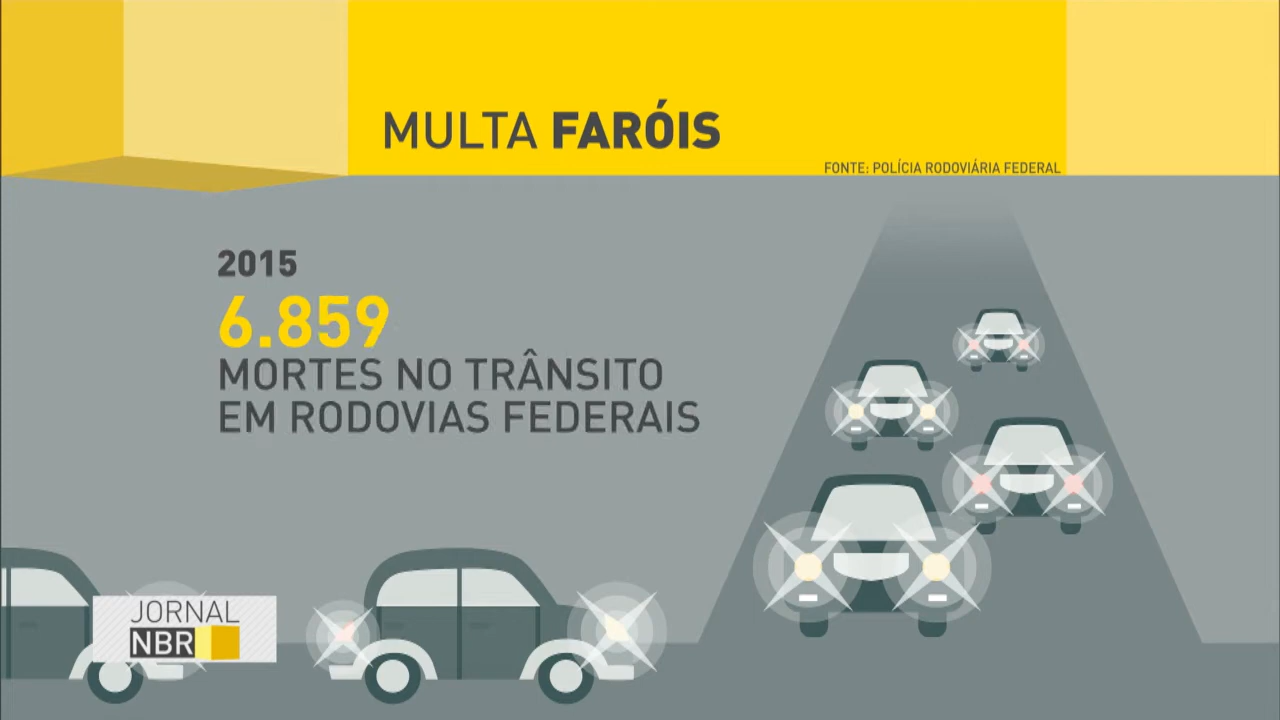 MULTA FARÓIS
FONTE: POLÍCIA RODOVIÁRIA FEDERAL
2015
6.859
MORTES NO TRÂNSITO
EM RODOVIAS FEDERAIS
JORNAL
NBR